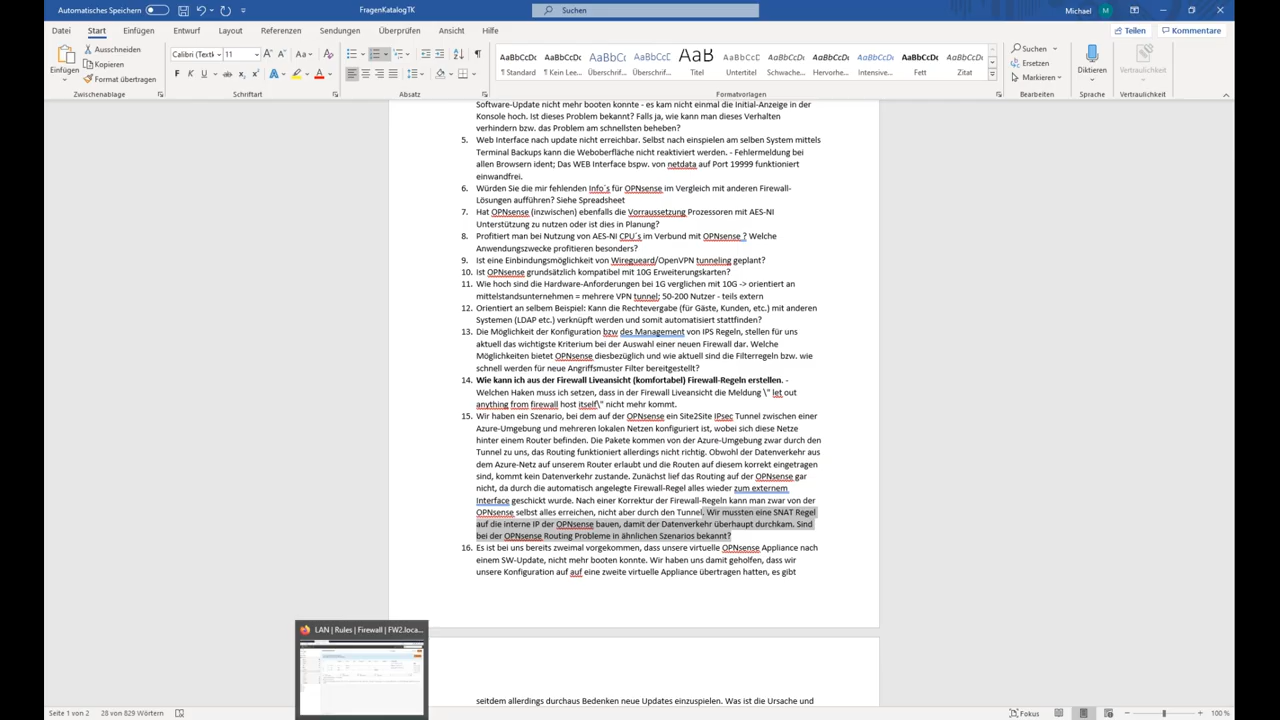 Automatisches Speichern
FragenKatalogTK
Suchen
Michael
M
Datei
Start
Einfügen
Entwurf
Layout
Referenzen
Sendungen
Überprüfen
Ansicht
Hilfe
Teilen
Kommentare
Einfügen
Ausschneiden
Kopieren
Format übertragen
Zwischenablage
Calibri (Textk
11
F K U ab x₂ x²
Schriftart
Absatz
AaBbCcDc
¶ Standard
AaBbCcDc
¶ Kein Lee...
AaBbCc
Überschrif...
AaBbCcD
Überschrif...
AaB
Titel
AaBbCcD
Untertitel
AaBbCcDc
Schwache...
AaBbCcDc
Hervorhe...
AaBbCcDc
Intensive...
AaBbCcDc
Fett
AaBbCcDc
Zitat
Formatvorlagen
Suchen
Ersetzen
Markieren
Bearbeiten
Diktieren
Sprache
Vertraulichkeit
Vertraulichkeit
Software-Update nicht mehr booten konnte - es kam nicht einmal die Initial-Anzeige in der
Konsole hoch. Ist dieses Problem bekannt? Falls ja, wie kann man dieses Verhalten
verhindern bzw. das Problem am schnellsten beheben?
5. Web Interface nach update nicht erreichbar. Selbst nach einspielen am selben System mittels
Terminal Backups kann die Weboberfläche nicht reaktiviert werden. - Fehlermeldung bei
allen Browsern ident; Das WEB Interface bspw. von netdata auf Port 19999 funktioniert
einwandfrei.
6. Würden Sie die mir fehlenden Info´s für OPNsense im Vergleich mit anderen Firewall-
Lösungen aufführen? Siehe Spreadsheet
7. Hat OPNsense (inzwischen) ebenfalls die Vorraussetzung Prozessoren mit AES-NI
Unterstützung zu nutzen oder ist dies in Planung?
8. Profitiert man bei Nutzung von AES-NI CPU´s im Verbund mit OPNsense ? Welche
Anwendungszwecke profitieren besonders?
9. Ist eine Einbindungsmöglichkeit von Wiregueard/OpenVPN tunneling geplant?
10. Ist OPNsense grundsätzlich kompatibel mit 10G Erweiterungskarten?
11. Wie hoch sind die Hardware-Anforderungen bei 1G verglichen mit 10G -> orientiert an
mittelstandsunternehmen = mehrere VPN tunnel; 50-200 Nutzer - teils extern
12. Orientiert an selbem Beispiel: Kann die Rechtevergabe (für Gäste, Kunden, etc.) mit anderen
Systemen (LDAP etc.) verknüpft werden und somit automatisiert stattfinden?
13. Die Möglichkeit der Konfiguration bzw des Management von IPS Regeln, stellen für uns
aktuell das wichtigste Kriterium bei der Auswahl einer neuen Firewall dar. Welche
Möglichkeiten bietet OPNsense diesbezüglich und wie aktuell sind die Filterregeln bzw. wie
schnell werden für neue Angriffsmuster Filter bereitgestellt?
14. Wie kann ich aus der Firewall Liveansicht (komfortabel) Firewall-Regeln erstellen. -
Welchen Haken muss ich setzen, dass in der Firewall Liveansicht die Meldung \" let out
anything from firewall host itself\" nicht mehr kommt.
15. Wir haben ein Szenario, bei dem auf der OPNsense ein Site2Site IPsec Tunnel zwischen einer
Azure-Umgebung und mehreren lokalen Netzen konfiguriert ist, wobei sich diese Netze
hinter einem Router befinden. Die Pakete kommen von der Azure-Umgebung zwar durch den
Tunnel zu uns, das Routing funktioniert allerdings nicht richtig. Obwohl der Datenverkehr aus
dem Azure-Netz auf unserem Router erlaubt und die Routen auf diesem korrekt eingetragen
sind, kommt kein Datenverkehr zustande. Zunächst lief das Routing auf der OPNsense gar
nicht, da durch die automatisch angelegte Firewall-Regel alles wieder zum externem
Interface geschickt wurde. Nach einer Korrektur der Firewall-Regeln kann man zwar von der
OPNsense selbst alles erreichen, nicht aber durch den Tunnel. Wir mussten eine SNAT Regel
auf die interne IP der OPNsense bauen, damit der Datenverkehr überhaupt durchkam. Sind
bei der OPNsense Routing Probleme in ähnlichen Szenarios bekannt?
16. Es ist bei uns bereits zweimal vorgekommen, dass unsere virtuelle OPNsense Appliance nach
einem SW-Update, nicht mehr booten konnte. Wir haben uns damit geholfen, dass wir
unsere Konfiguration auf auf eine zweite virtuelle Appliance übertragen hatten, es gibt
LAN | Rules | Firewall | FW2.loca...
seitdem allerdings durchaus Bedenken neue Updates einzuspielen. Was ist die Ursache und
Seite 1 von 2
28 von 829 Wörtern
Fokus
100 %